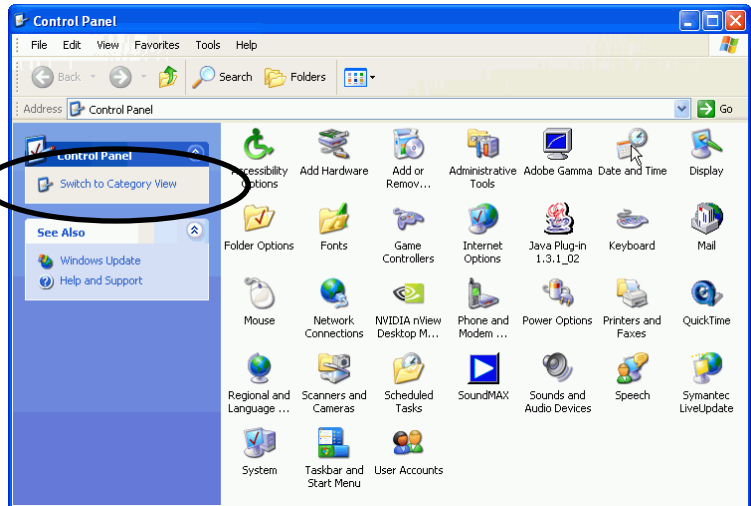 Control Panel
File Edit View Favorites Tools Help
Back Search Folders
Address Control Panel Go
Control Panel
Switch to Category View
See Also
Windows Update
Help and Support
Accessibility Options
Add Hardware
Add or Remov...
Administrative Tools
Adobe Gamma
Date and Time
Display
Folder Options
Fonts
Game Controllers
Internet Options
Java Plug-in 1.3.1_02
Keyboard
Mail
Mouse
Network Connections
NVIDIA nView Desktop M...
Phone and Modem ...
Power Options
Printers and Faxes
QuickTime
Regional and Language ...
Scanners and Cameras
Scheduled Tasks
SoundMAX
Sounds and Audio Devices
Speech
Symantec LiveUpdate
System
Taskbar and Start Menu
User Accounts